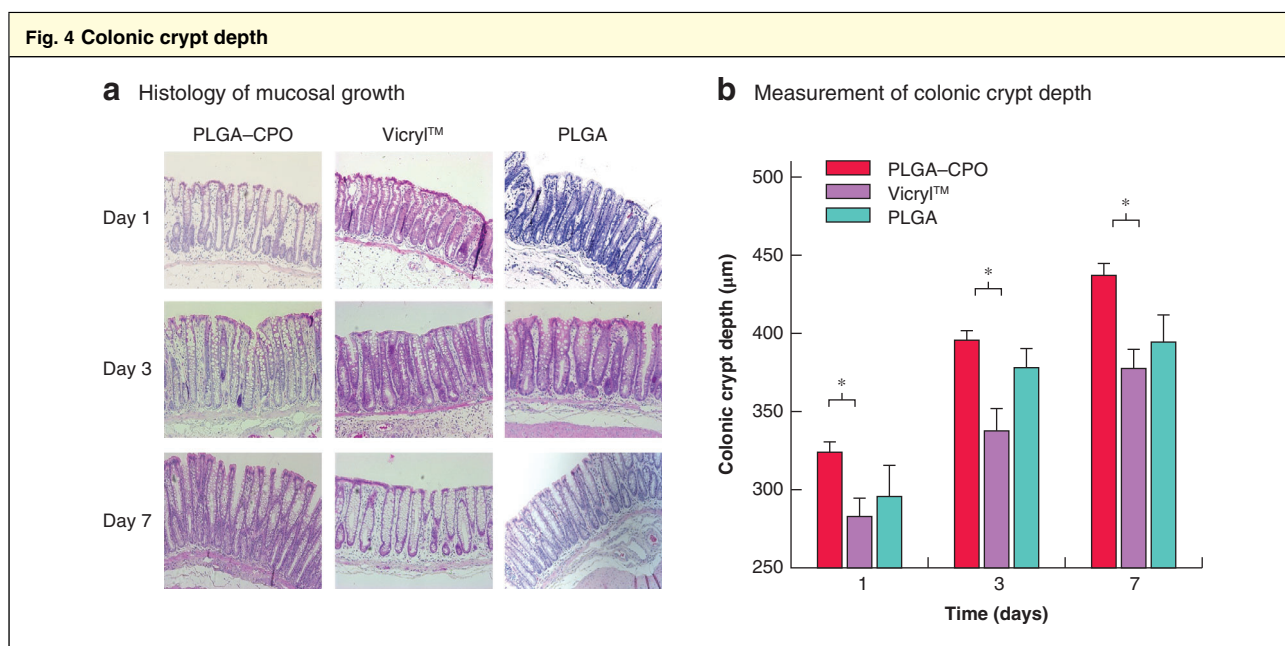 Fig. 4 Colonic crypt depth
a Histology of mucosal growth
PLGA–CPO Vicryl™ PLGA
Day 1
Day 3
Day 7
b Measurement of colonic crypt depth
PLGA–CPO
Vicryl™
PLGA
500
450
400
350
300
250
Colonic crypt depth (μm)
*
*
*
1 3 7
Time (days)